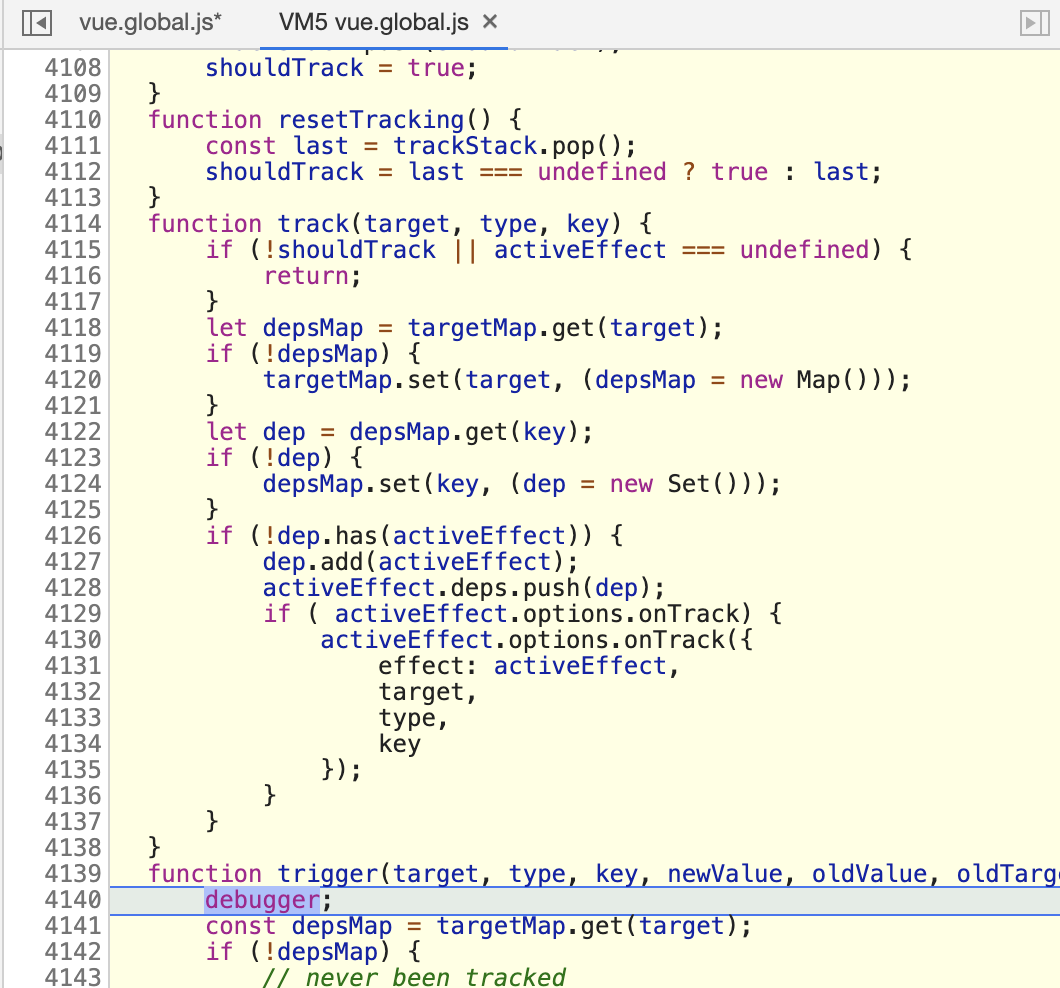 vue.global.js* VM5 vue.global.js ×
4108 shouldTrack = true;
4109 }
4110 function resetTracking() {
4111 const last = trackStack.pop();
4112 shouldTrack = last === undefined ? true : last;
4113 }
4114 function track(target, type, key) {
4115 if (!shouldTrack || activeEffect === undefined) {
4116 return;
4117 }
4118 let depsMap = targetMap.get(target);
4119 if (!depsMap) {
4120 targetMap.set(target, (depsMap = new Map()));
4121 }
4122 let dep = depsMap.get(key);
4123 if (!dep) {
4124 depsMap.set(key, (dep = new Set()));
4125 }
4126 if (!dep.has(activeEffect)) {
4127 dep.add(activeEffect);
4128 activeEffect.deps.push(dep);
4129 if ( activeEffect.options.onTrack) {
4130 activeEffect.options.onTrack({
4131 effect: activeEffect,
4132 target,
4133 type,
4134 key
4135 });
4136 }
4137 }
4138 }
4139 function trigger(target, type, key, newValue, oldValue, oldTarg
4140 debugger;
4141 const depsMap = targetMap.get(target);
4142 if (!depsMap) {
4143 // never been tracked